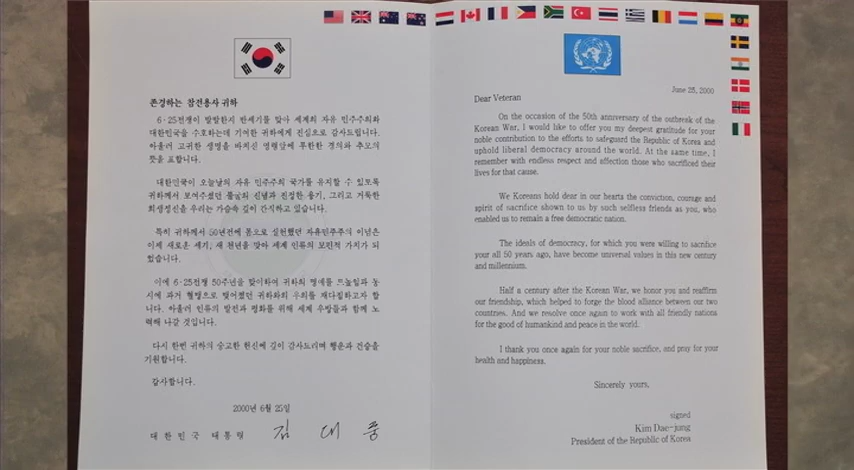 존경하는 참전용사 귀하
6·25전쟁이 발발한지 반세기를 맞아 세계의 자유 민주주의와
대한민국을 수호하는데 기여한 귀하에게 진심으로 감사드립니다.
아울러 고귀한 생명을 바치신 영령앞에 무한한 경의와 추모의
뜻을 표합니다.
대한민국이 오늘날의 자유 민주주의 국가를 유지할 수 있도록
귀하께서 보여주셨던 불굴의 신념과 진정한 용기, 그리고 거룩한
희생정신을 우리는 가슴속 깊이 간직하고 있습니다.
특히 귀하께서 50년전에 몸으로 실천했던 자유민주주의 이념은
이제 새로운 세기, 새 천년을 맞아 세계 인류의 보편적 가치가 되
었습니다.
이에 6·25전쟁 50주년을 맞이하여 귀하의 명예를 드높임과 동
시에 과거 혈맹으로 맺어졌던 귀하와의 우의를 재다짐하고자 합
니다. 아울러 인류의 발전과 평화를 위해 세계 우방들과 함께 노
력해 나갈 것입니다.
다시 한번 귀하의 숭고한 헌신에 깊이 감사드리며 행운과 건승을
기원합니다.
감사합니다.
2000년 6월 25일
대한민국 대통령 김 대 중
June 25, 2000
Dear Veteran
On the occasion of the 50th anniversary of the outbreak of the
Korean War, I would like to offer you my deepest gratitude for your
noble contribution to the efforts to safeguard the Republic of Korea and
uphold liberal democracy around the world. At the same time, I
remember with endless respect and affection those who sacrificed their
lives for that cause.
We Koreans hold dear in our hearts the conviction, courage and
spirit of sacrifice shown to us by such selfless friends as you, who
enabled us to remain a free democratic nation.
The ideals of democracy, for which you were willing to sacrifice
your all 50 years ago, have become universal values in this new century
and millennium.
Half a century after the Korean War, we honor you and reaffirm
our friendship, which helped to forge the blood alliance between our two
countries. And we resolve once again to work with all friendly nations
for the good of humankind and peace in the world.
I thank you once again for your noble sacrifice, and pray for your
health and happiness.
Sincerely yours,
signed
Kim Dae-jung
President of the Republic of Korea